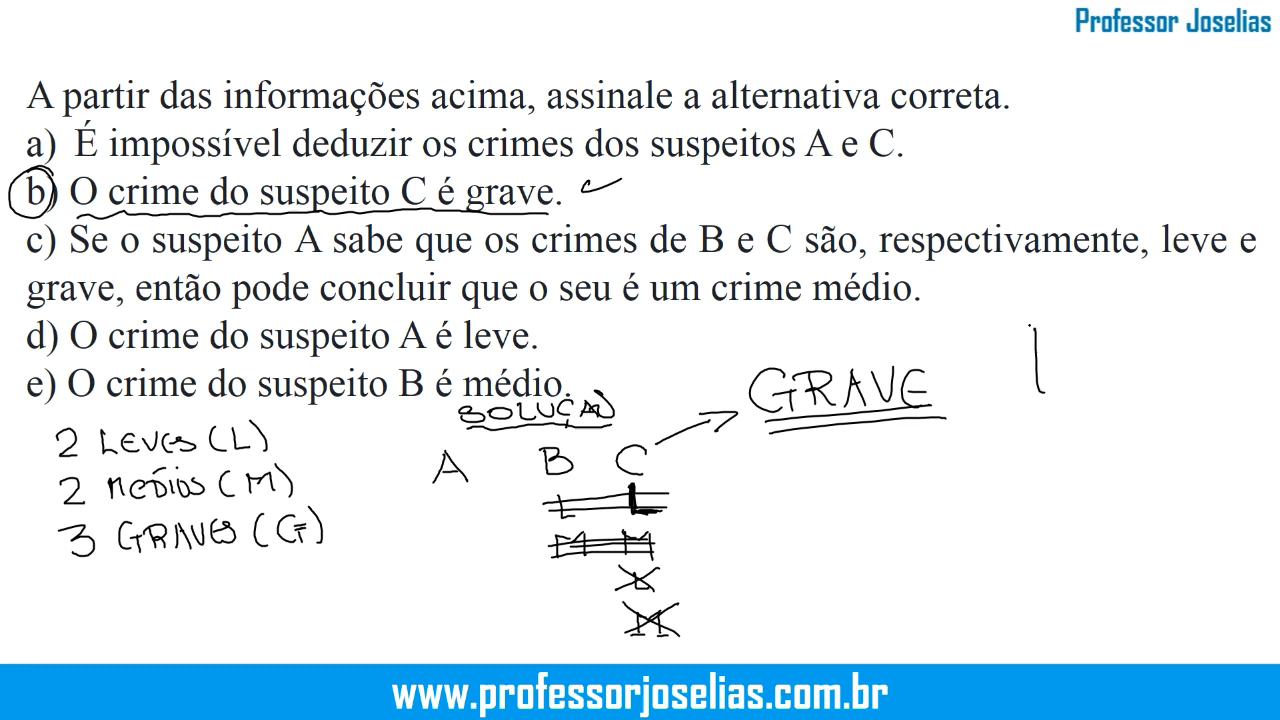 Professor Joselias
A partir das informações acima, assinale a alternativa correta.
a) É impossível deduzir os crimes dos suspeitos A e C.
b) O crime do suspeito C é grave.
c) Se o suspeito A sabe que os crimes de B e C são, respectivamente, leve e
grave, então pode concluir que o seu é um crime médio.
d) O crime do suspeito A é leve.
e) O crime do suspeito B é médio.
SOLUÇÃO
GRAVE
2 LEVES (L)
A B C
2 MÉDIOS (M)
L L
3 GRAVES (G)
M M
L
M
www.professorjoselias.com.br